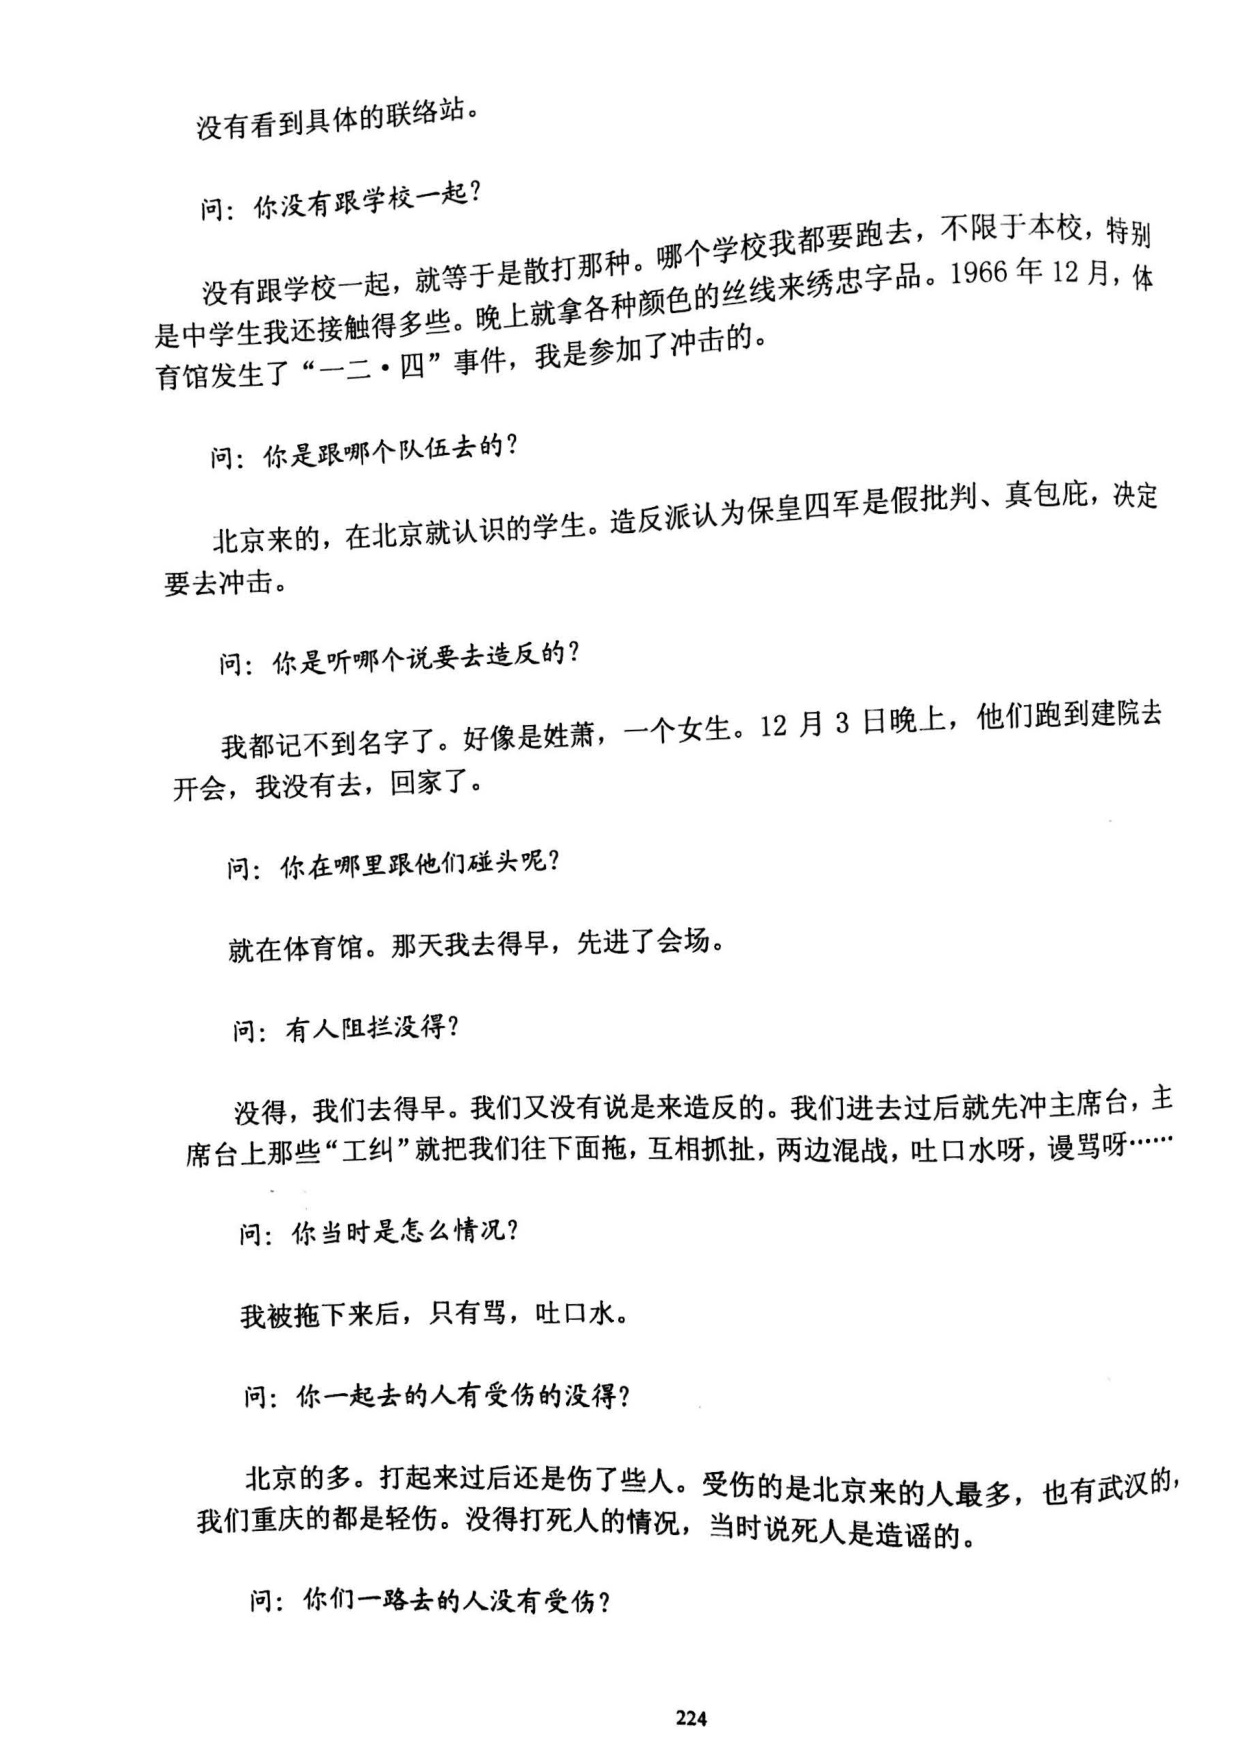 没有看到具体的联络站。
问：你没有跟学校一起？
没有跟学校一起，就等于是散打那种。哪个学校我都要跑去，不限于本校，特别
是中学生我还接触得多些。晚上就拿各种颜色的丝线来绣忠字品。1966 年 12 月，体
育馆发生了“一二·四”事件，我是参加了冲击的。
问：你是跟哪个队伍去的？
北京来的，在北京就认识的学生。造反派认为保皇四军是假批判、真包庇，决定
要去冲击。
问：你是听哪个说要去造反的？
我都记不到名字了。好像是姓萧，一个女生。12 月 3 日晚上，他们跑到建院去
开会，我没有去，回家了。
问：你在哪里跟他们碰头呢？
就在体育馆。那天我去得早，先进了会场。
问：有人阻拦没得？
没得，我们去得早。我们又没有说是来造反的。我们进去过后就先冲主席台，主
席台上那些“工纠”就把我们往下面拖，互相抓扯，两边混战，吐口水呀，谩骂呀……
问：你当时是怎么情况？
我被拖下来后，只有骂，吐口水。
问：你一起去的人有受伤的没得？
北京的多。打起来过后还是伤了些人。受伤的是北京来的人最多，也有武汉的，
我们重庆的都是轻伤。没得打死人的情况，当时说死人是造谣的。
问：你们一路去的人没有受伤？
224